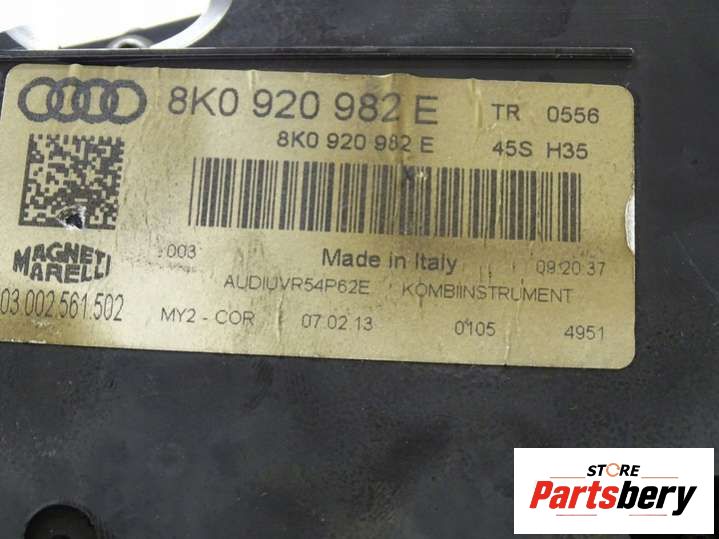 8K0 920 982 E TR 0556
8K0 920 982 E 45S H35
MAGNETI
MARELLI
003 Made in Italy 09:20:37
AUDIUVR54P62E KOMBIINSTRUMENT
03.002.561.502
MY2 - COR 07.02.13 0105 4951
STORE
Partsbery